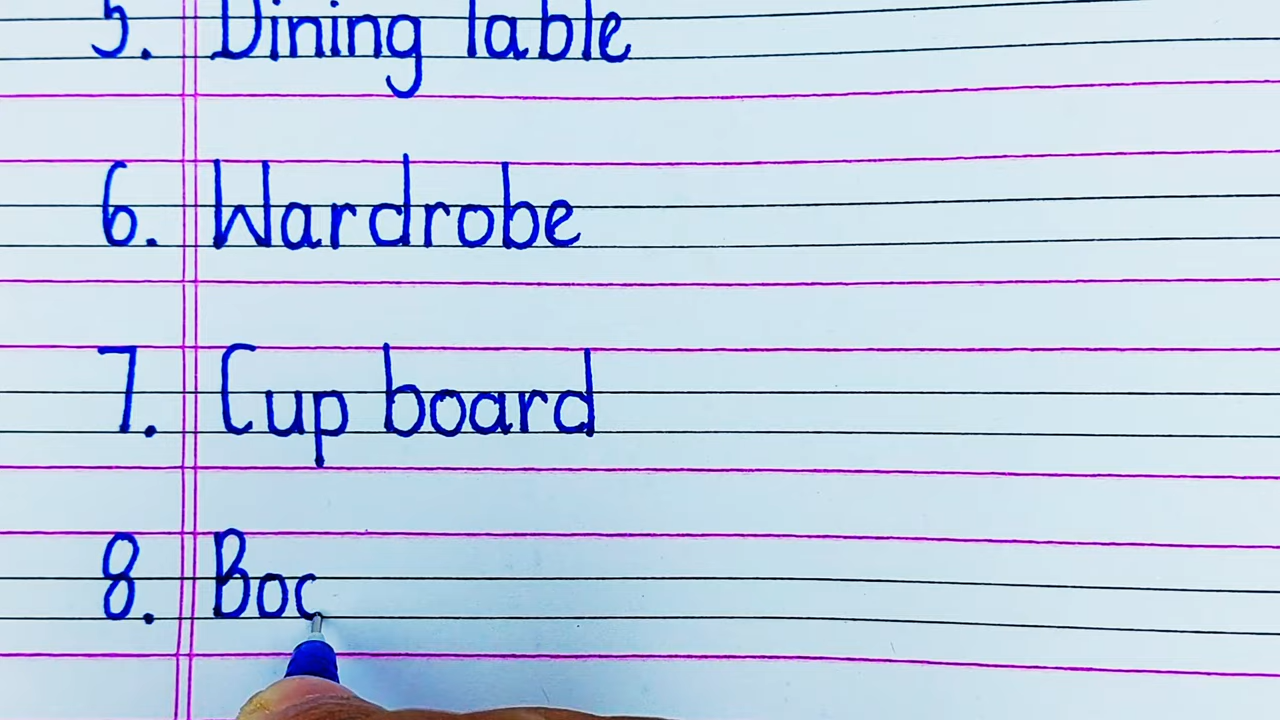 5. Dining Table
6. Wardrobe
7. Cup board
8. Boc